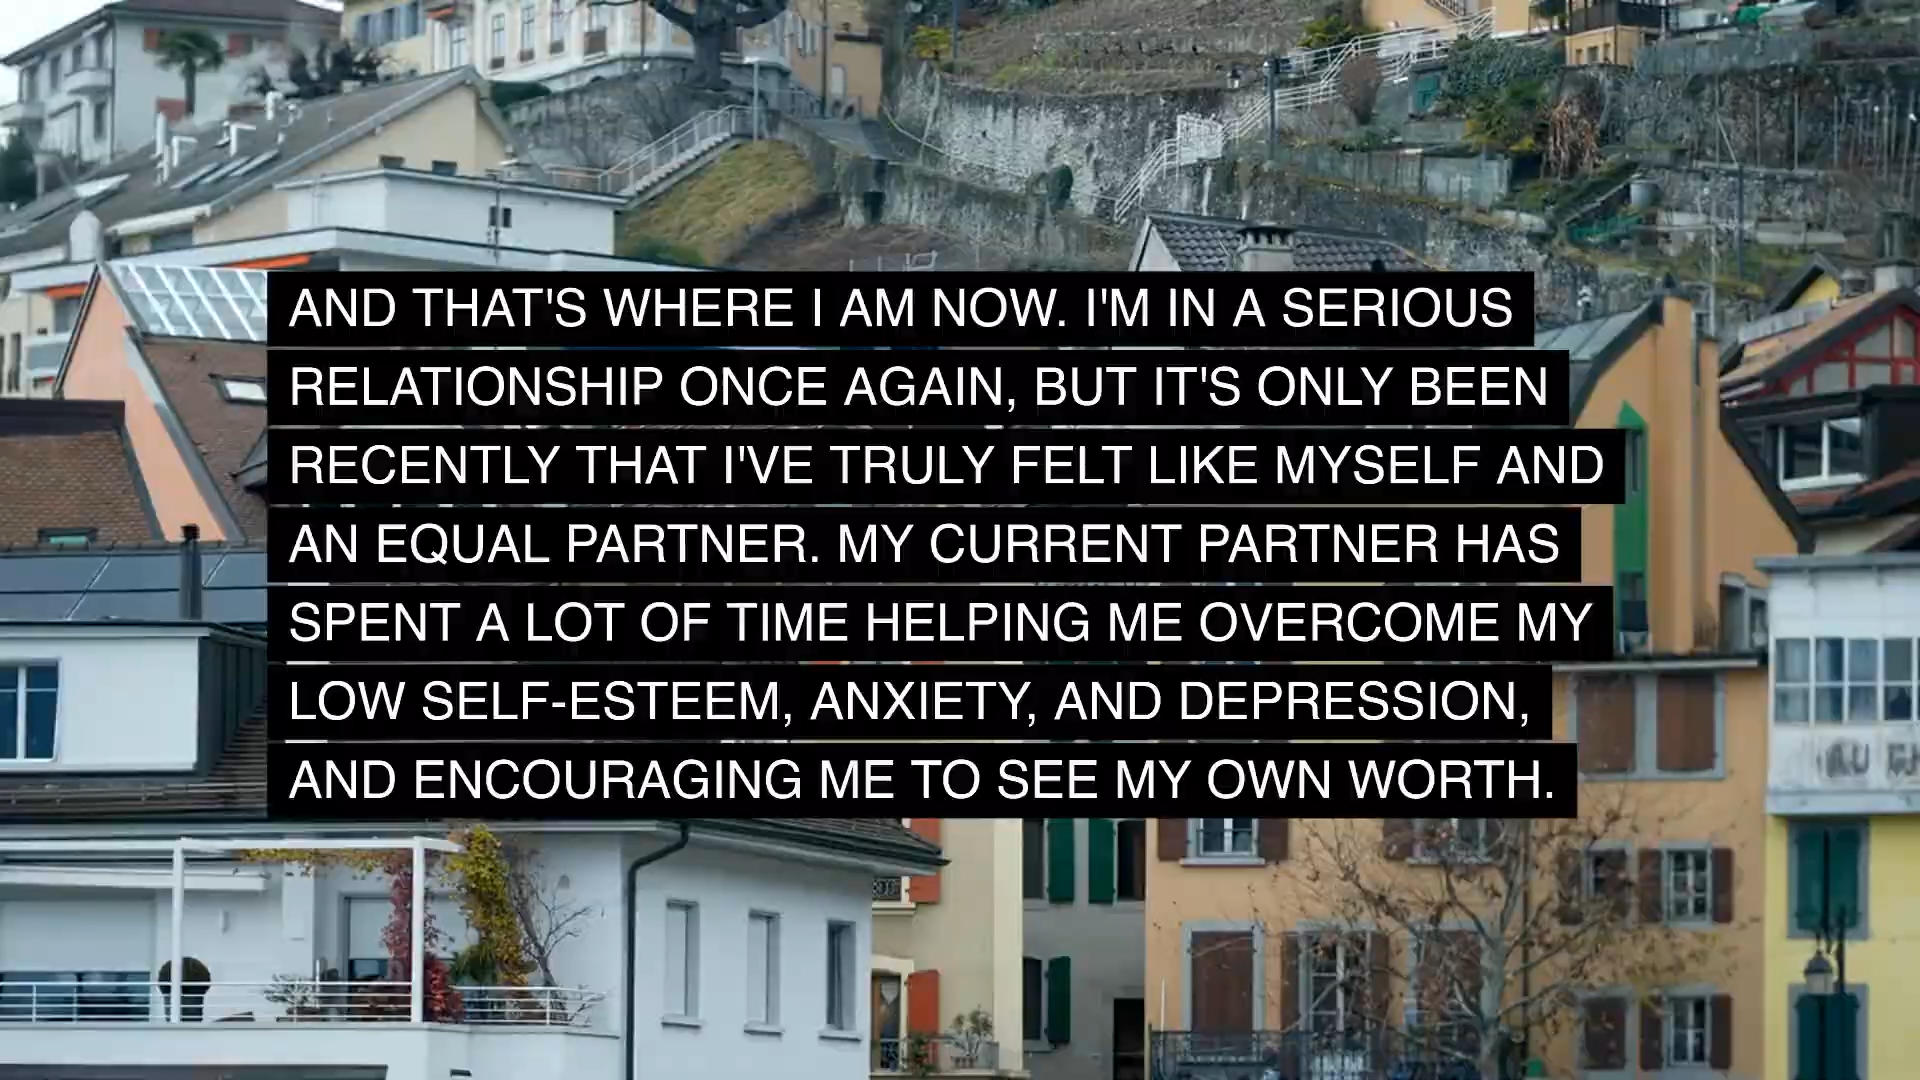 AND THAT'S WHERE I AM NOW. I'M IN A SERIOUS
RELATIONSHIP ONCE AGAIN, BUT IT'S ONLY BEEN
RECENTLY THAT I'VE TRULY FELT LIKE MYSELF AND
AN EQUAL PARTNER. MY CURRENT PARTNER HAS
SPENT A LOT OF TIME HELPING ME OVERCOME MY
LOW SELF-ESTEEM, ANXIETY, AND DEPRESSION,
AND ENCOURAGING ME TO SEE MY OWN WORTH.
AU